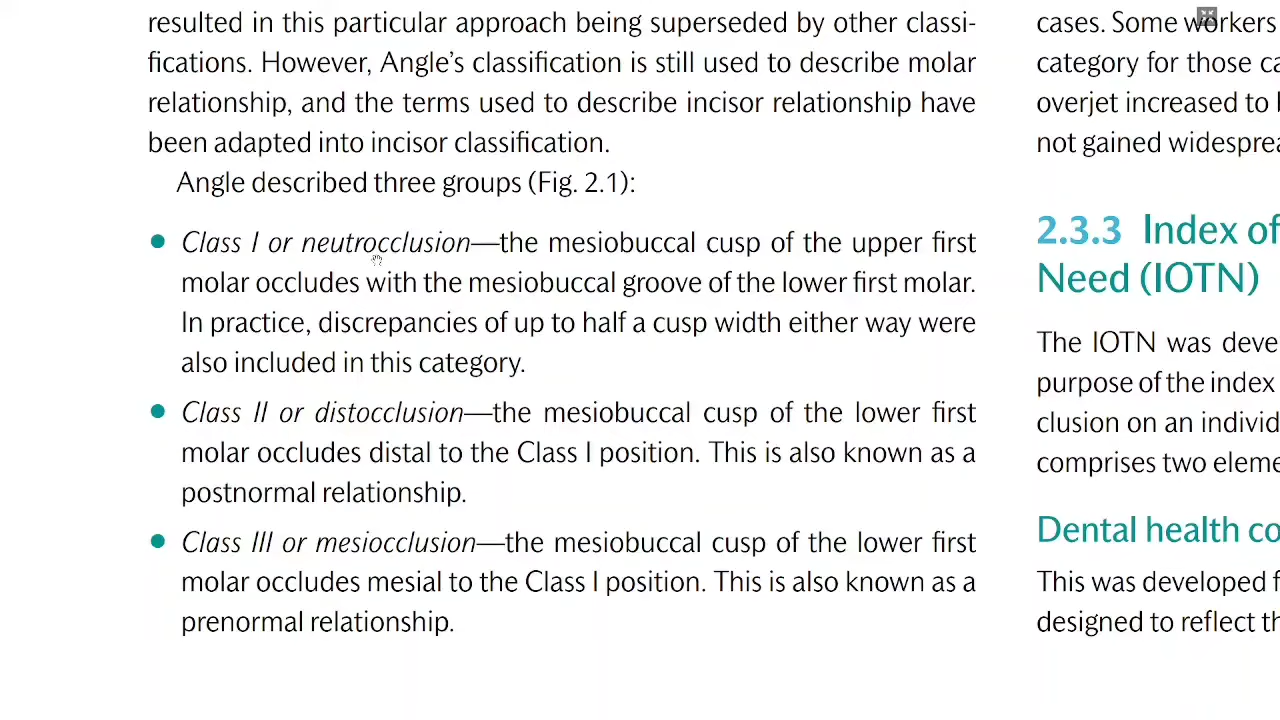 resulted in this particular approach being superseded by other classi-
fications. However, Angle's classification is still used to describe molar
relationship, and the terms used to describe incisor relationship have
been adapted into incisor classification.
Angle described three groups (Fig. 2.1):
• Class I or neutrocclusion—the mesiobuccal cusp of the upper first
molar occludes with the mesiobuccal groove of the lower first molar.
In practice, discrepancies of up to half a cusp width either way were
also included in this category.
• Class II or distocclusion—the mesiobuccal cusp of the lower first
molar occludes distal to the Class I position. This is also known as a
postnormal relationship.
• Class III or mesiocclusion—the mesiobuccal cusp of the lower first
molar occludes mesial to the Class I position. This is also known as a
prenormal relationship.
cases. Some workers
category for those ca
overjet increased to
not gained widesprea
2.3.3 Index of
Need (IOTN)
The IOTN was deve
purpose of the index
clusion on an individ
comprises two eleme
Dental health co
This was developed f
designed to reflect th